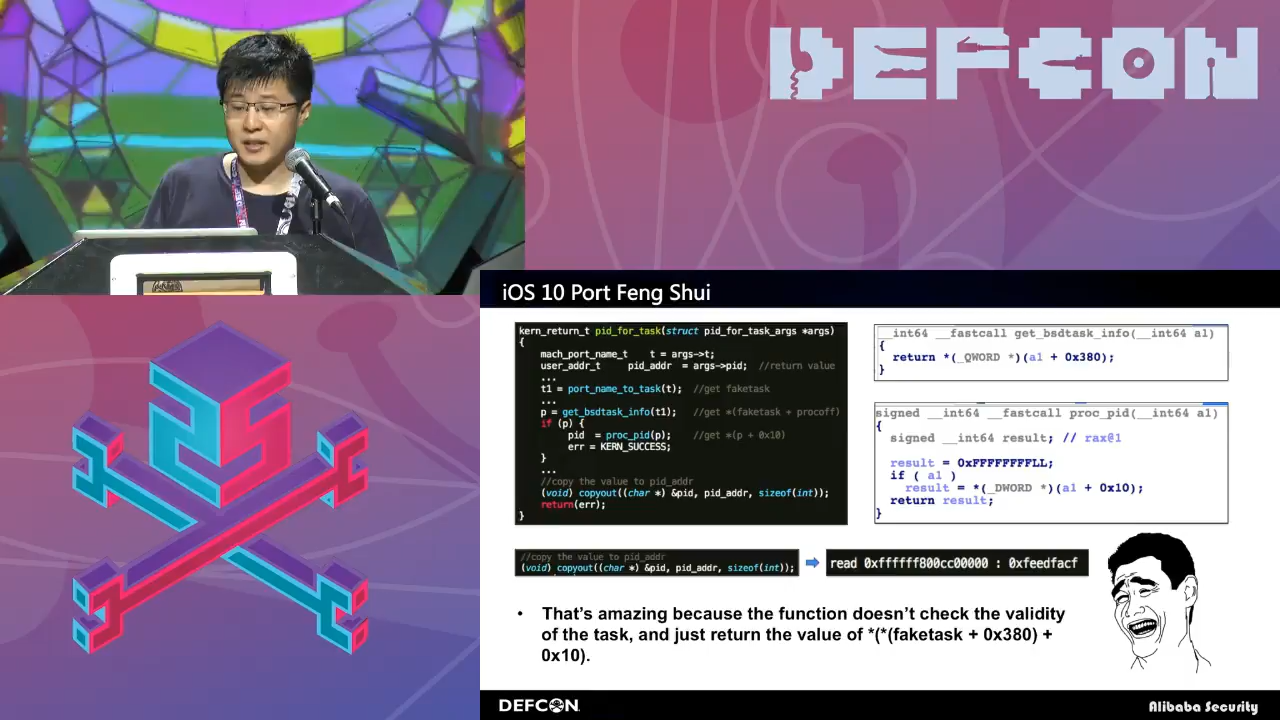 DEFCON
iOS 10 Port Feng Shui
kern_return_t pid_for_task(struct pid_for_task_args *args)
{
mach_port_name_t t = args->t;
user_addr_t pid_addr = args->pid; //return value
...
t1 = port_name_to_task(t); //get faketask
...
p = get_bsdtask_info(t1); //get *(faketask + procoff)
if (p) {
pid = proc_pid(p); //get *(p + 0x10)
err = KERN_SUCCESS;
}
...
//copy the value to pid_addr
(void) copyout((char *) &pid, pid_addr, sizeof(int));
return(err);
}
__int64 __fastcall get_bsdtask_info(__int64 a1)
{
return *(_QWORD *)(a1 + 0x380);
}
signed __int64 __fastcall proc_pid(__int64 a1)
{
signed __int64 result; // rax@1
result = 0xFFFFFFFFLL;
if ( a1 )
result = *(_DWORD *)(a1 + 0x10);
return result;
}
//copy the value to pid_addr
(void) copyout((char *) &pid, pid_addr, sizeof(int));
read 0xffffff800cc00000 : 0xfeedfacf
• That's amazing because the function doesn't check the validity
of the task, and just return the value of *(*(faketask + 0x380) +
0x10).
DEFCON
Alibaba Security